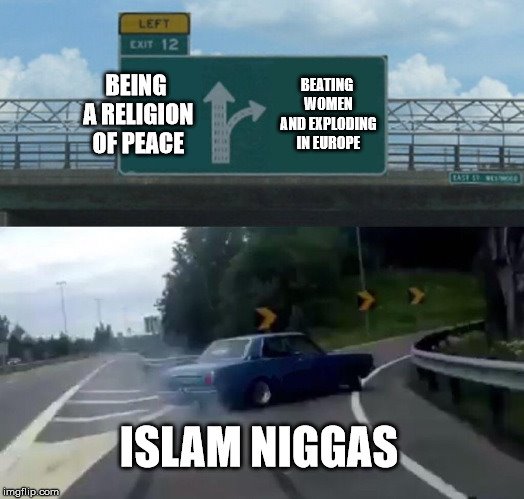 LEFT
EXIT 12
BEING
A RELIGION
OF PEACE
BEATING
WOMEN
AND EXPLODING
IN EUROPE
ISLAM NIGGAS
imgflip.com